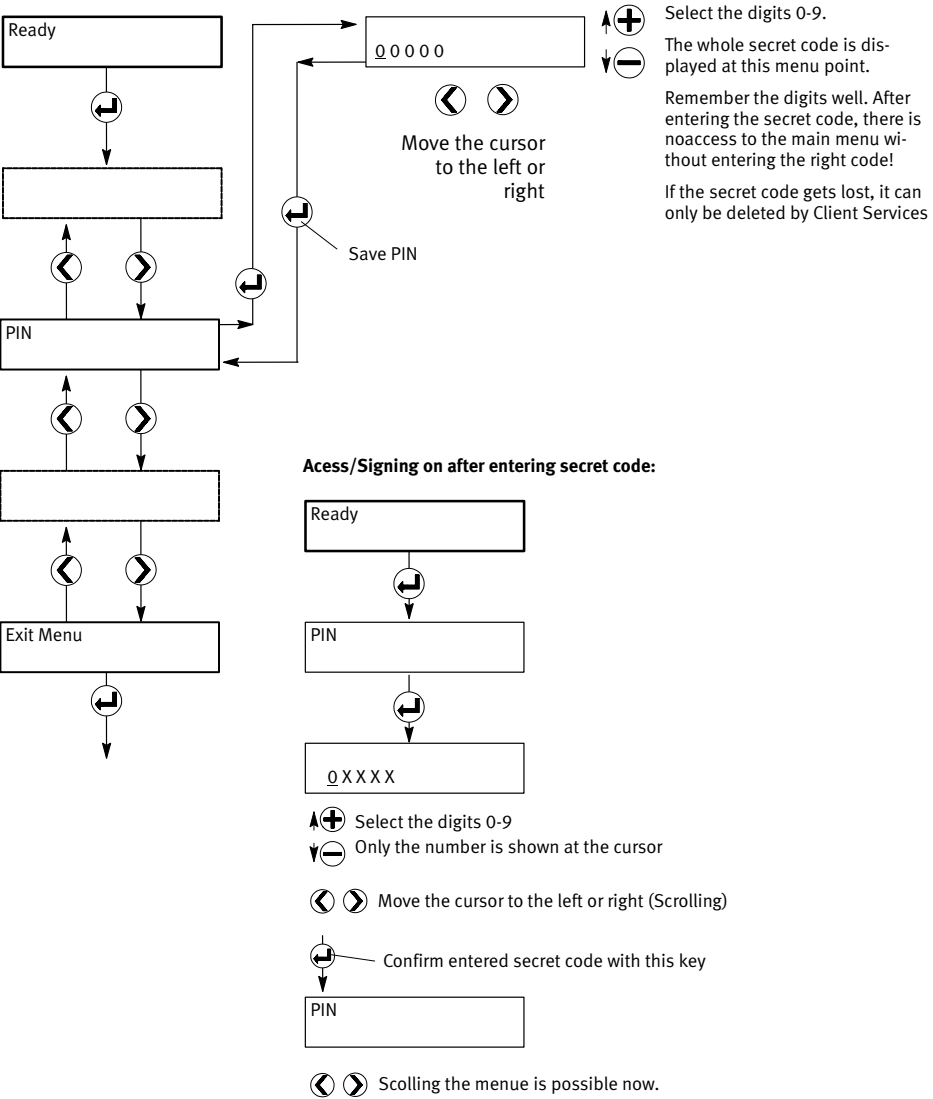 Ready
0 0 0 0 0
Select the digits 0-9.
The whole secret code is dis-
played at this menu point.
Remember the digits well. After
entering the secret code, there is
noaccess to the main menu wi-
thout entering the right code!
If the secret code gets lost, it can
only be deleted by Client Services
Move the cursor
to the left or
right
Save PIN
PIN
Exit Menu
Acess/Signing on after entering secret code:
Ready
PIN
0 X X X X
Select the digits 0-9
Only the number is shown at the cursor
Move the cursor to the left or right (Scrolling)
Confirm entered secret code with this key
PIN
Scolling the menue is possible now.